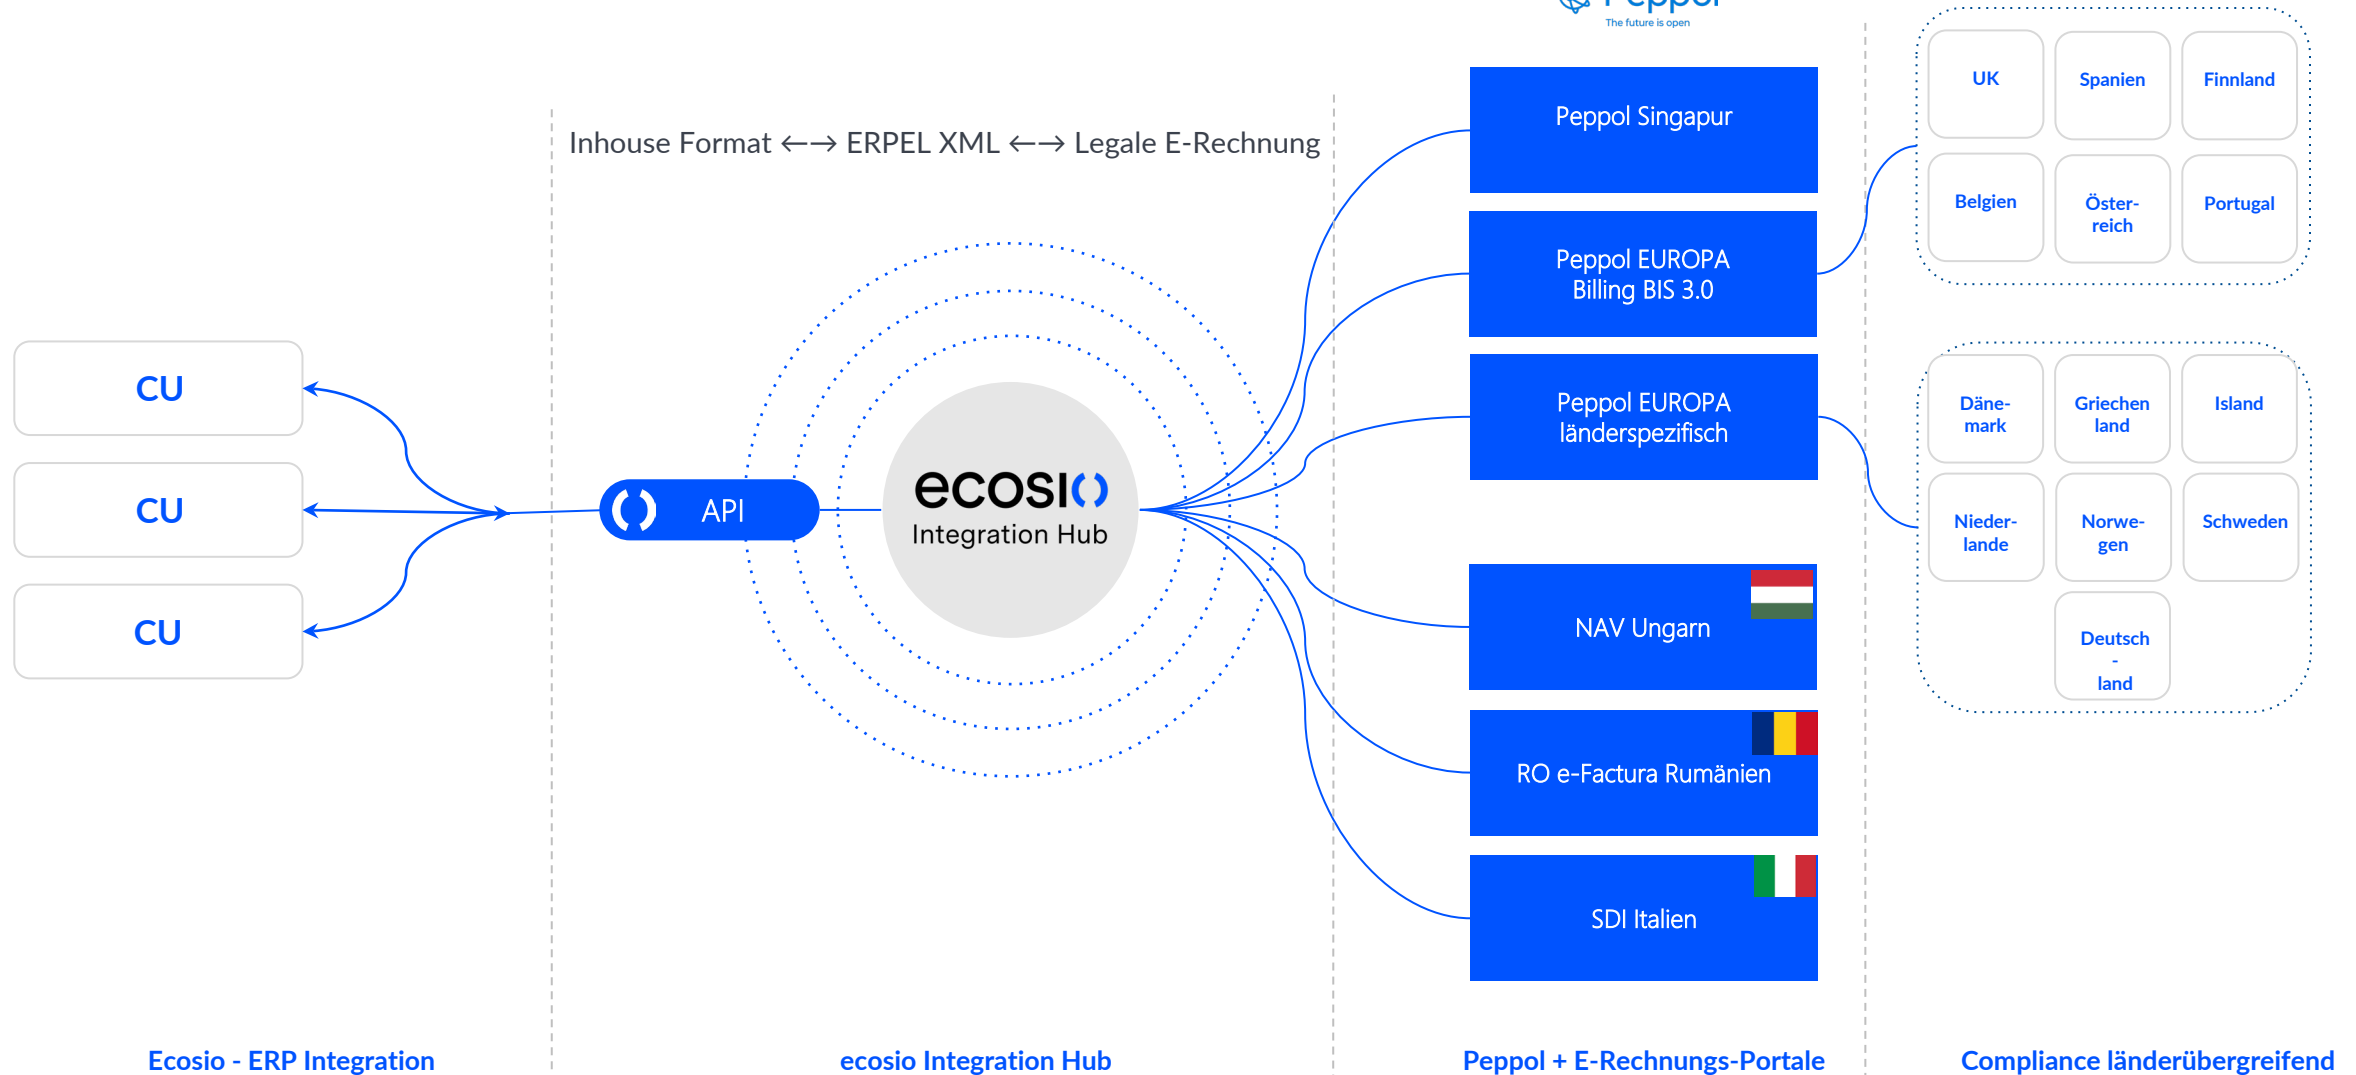 Peppol
The future is open
Inhouse Format ←→ ERPEL XML ←→ Legale E-Rechnung
CU
CU
CU
API
ecosio
Integration Hub
Peppol Singapur
Peppol EUROPA
Billing BIS 3.0
Peppol EUROPA
länderspezifisch
NAV Ungarn
RO e-Factura Rumänien
SDI Italien
UK
Spanien
Finnland
Belgien
Öster-
reich
Portugal
Däne-
mark
Griechen
land
Island
Nieder-
lande
Norwe-
gen
Schweden
Deutsch
-
land
Ecosio - ERP Integration
ecosio Integration Hub
Peppol + E-Rechnungs-Portale
Compliance länderübergreifend